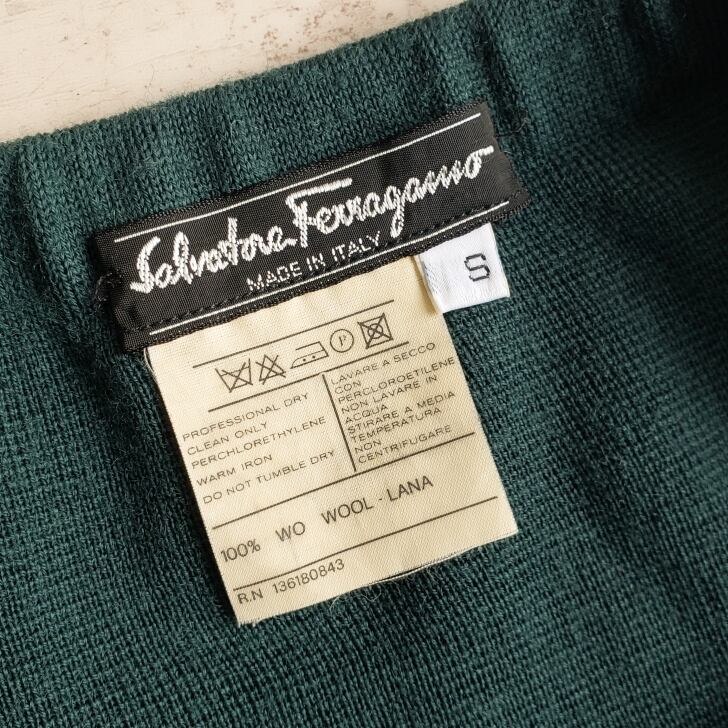 Salvatore Ferragamo
MADE IN ITALY
S
P
PROFESSIONAL DRY
CLEAN ONLY
PERCHLORETHYLENE
WARM IRON
DO NOT TUMBLE DRY
LAVARE A SECCO
CON
PERCLOROETILENE
NON LAVARE IN
ACQUA
STIRARE A MEDIA
TEMPERATURA
NON
CENTRIFUGARE
100% WO WOOL - LANA
R.N 136180843